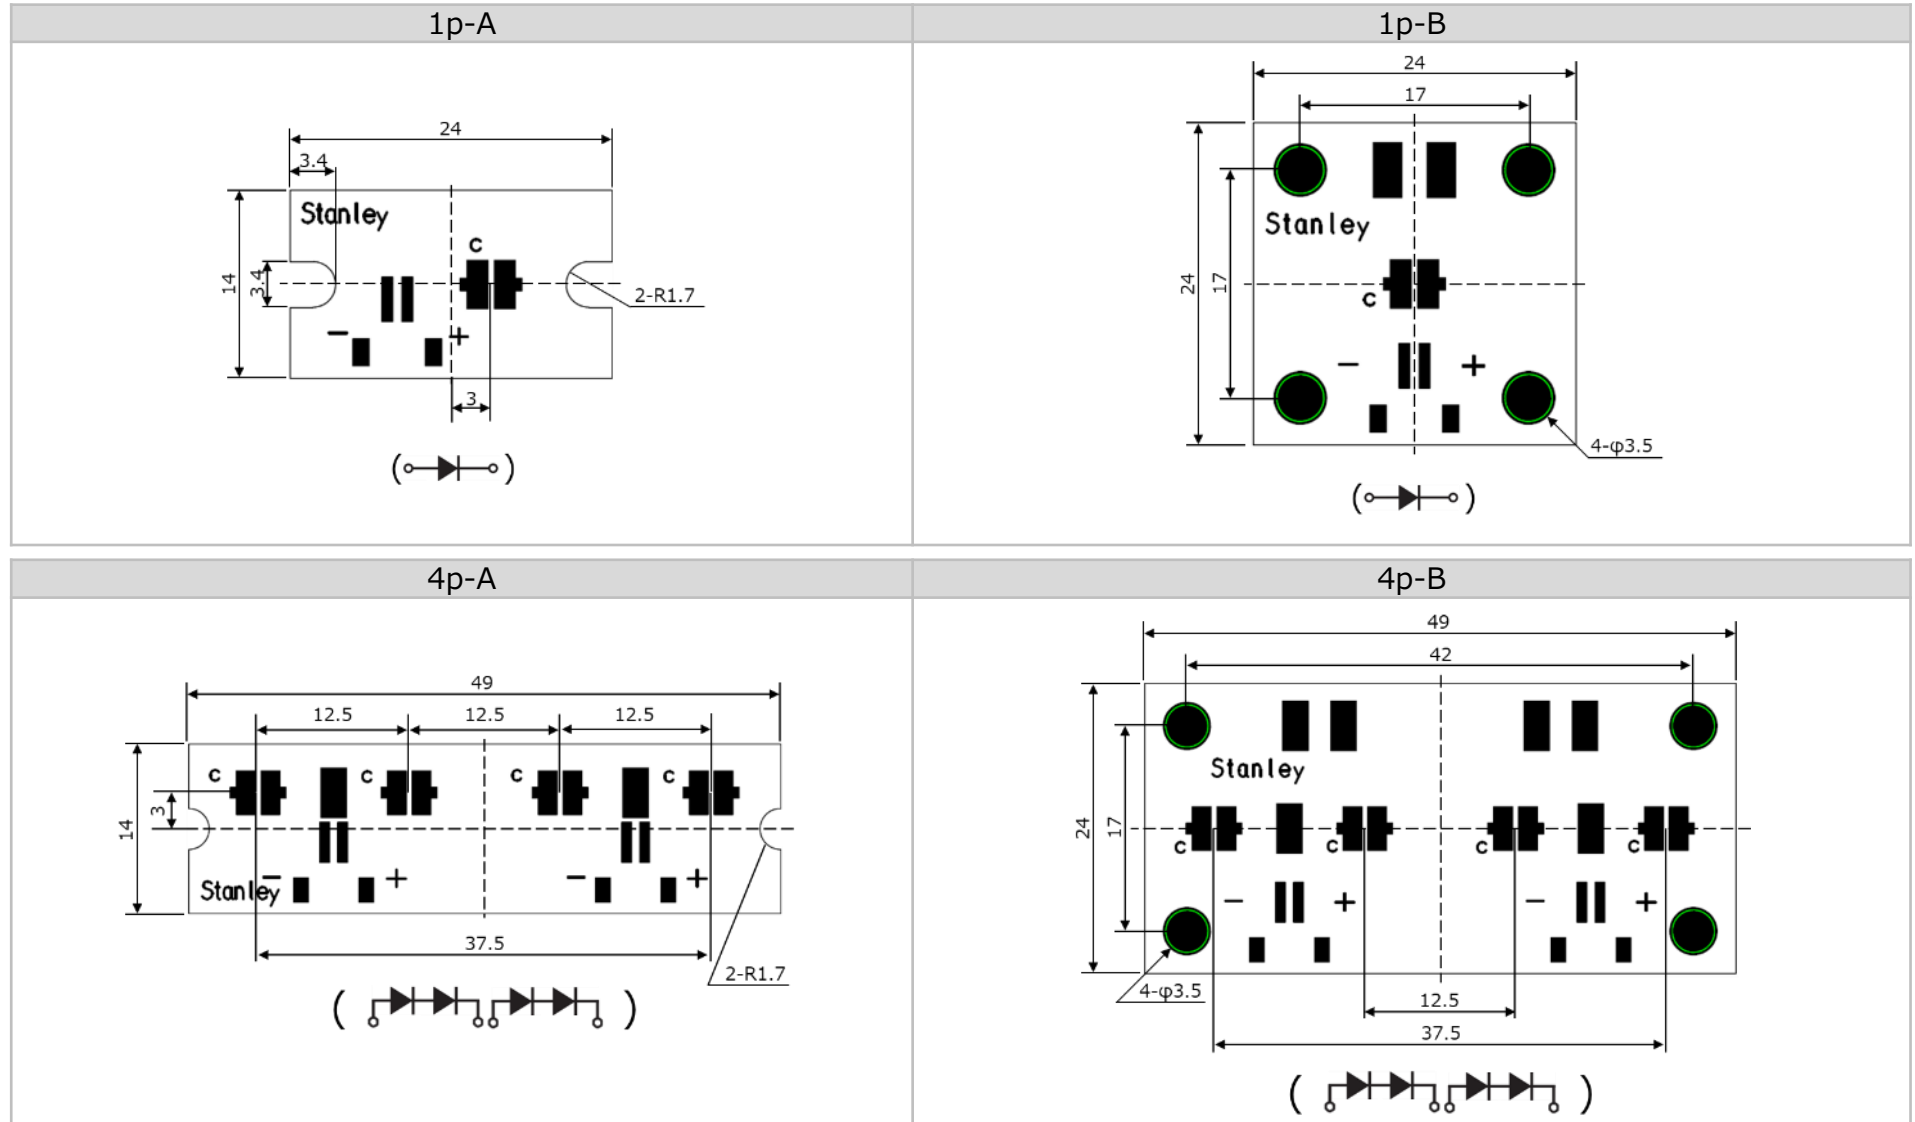 1p-A
1p-B
24
3.4
14
3.4
Stanley
C
2-R1.7
− +
3
( )
24
17
24
17
Stanley
C
− +
4-φ3.5
( )
4p-A
4p-B
49
12.5 12.5 12.5
C C C C
3
14
− + − +
Stanley
37.5
2-R1.7
( )
49
42
24
17
Stanley
C C C C
− + − +
4-φ3.5
12.5
37.5
( )